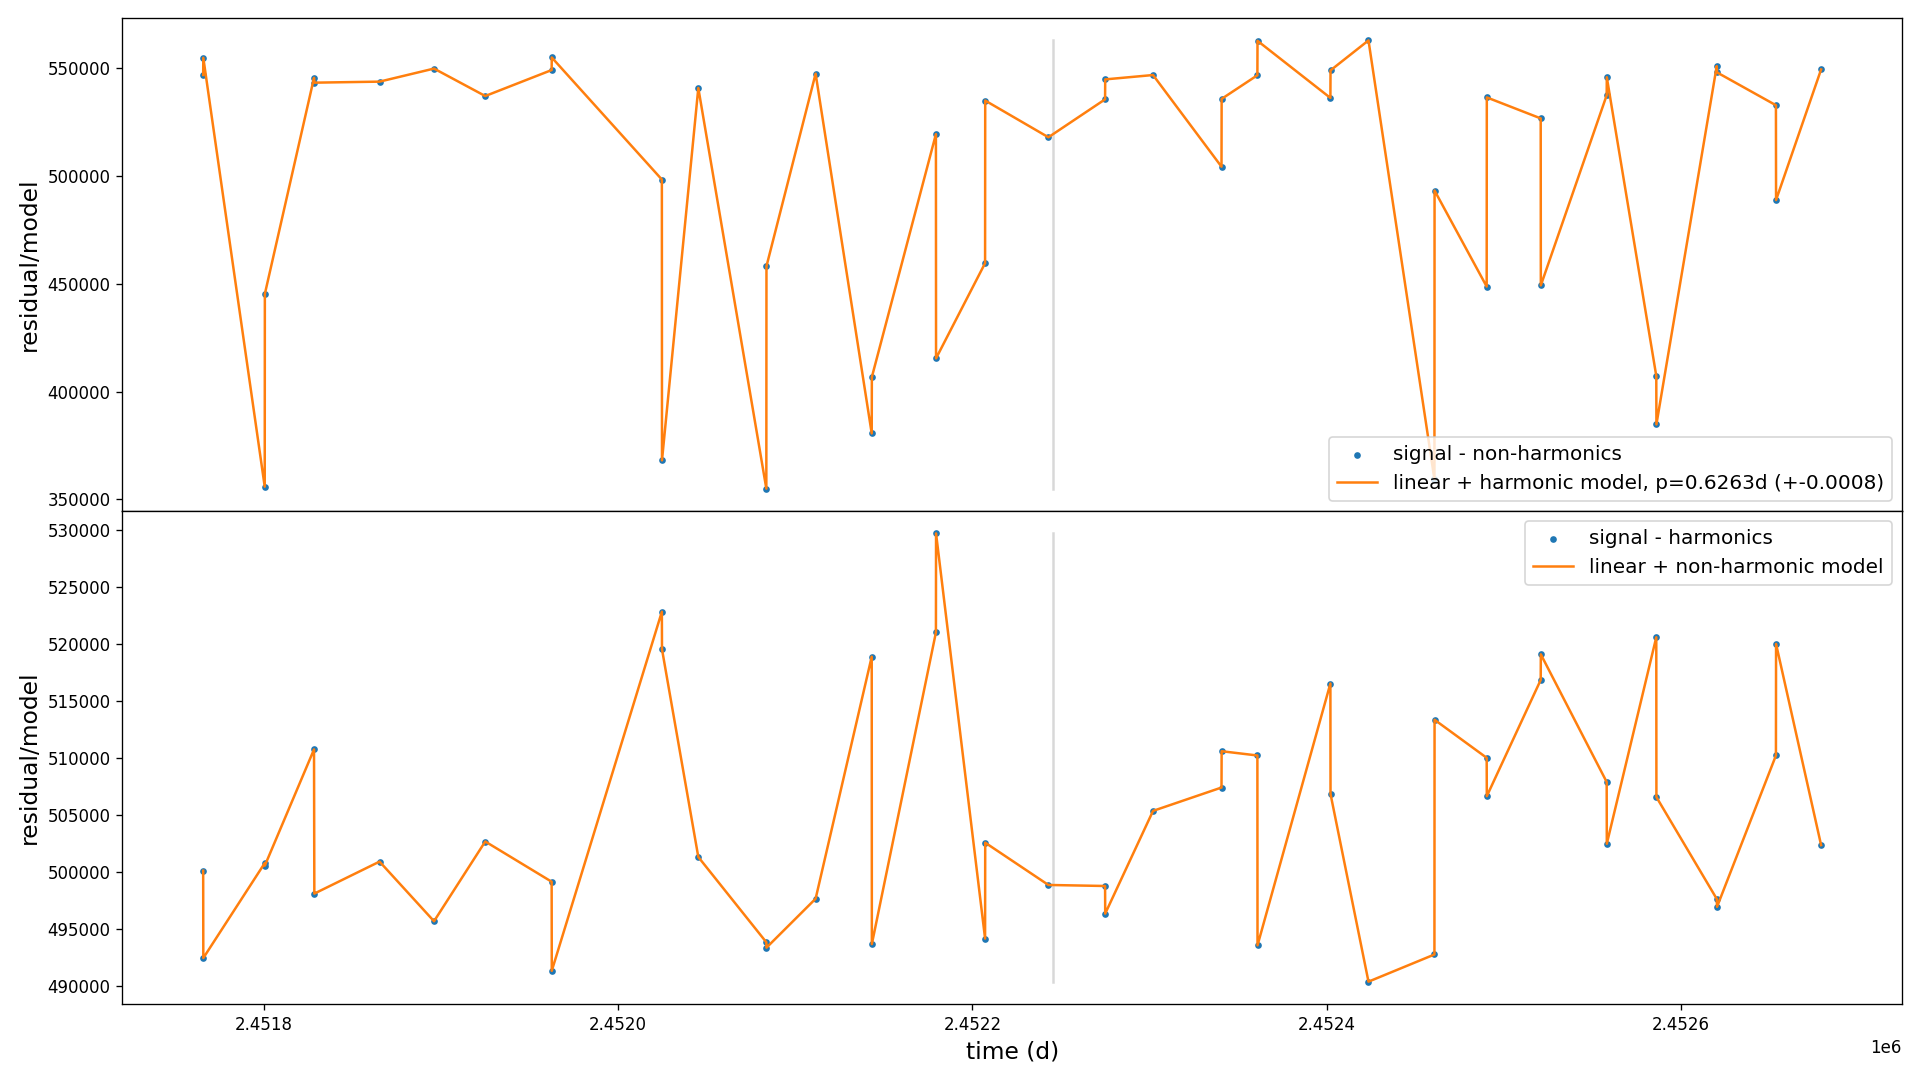 550000
500000
450000
400000
350000
residual/model
signal - non-harmonics
linear + harmonic model, p=0.6263d (+-0.0008)
530000
525000
520000
515000
510000
505000
500000
495000
490000
residual/model
signal - harmonics
linear + non-harmonic model
2.4518
2.4520
2.4522
2.4524
2.4526
1e6
time (d)